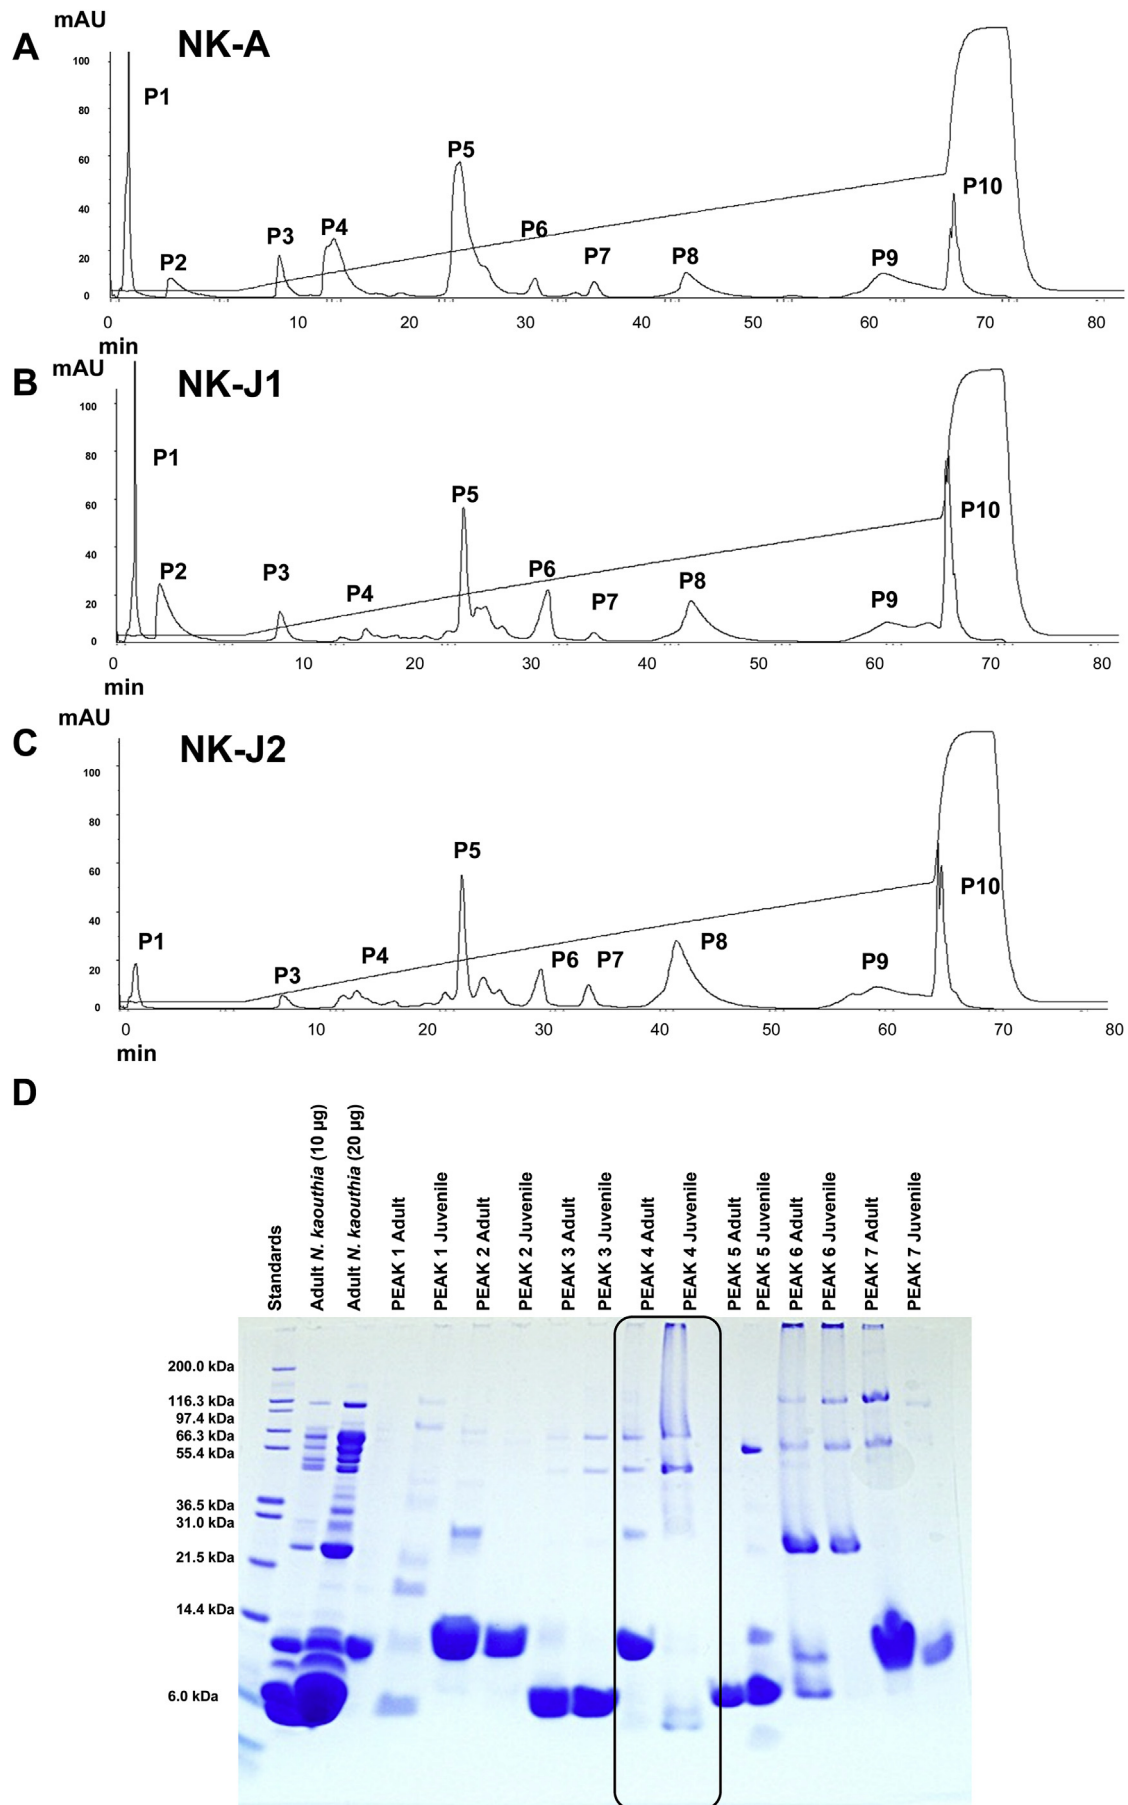 mAU
A
NK-A
100
P1
80
60
P5
40
P10
P3
P4
P6
20
P2
P7
P8
P9
0
0 10 20 30 40 50 60 70 80
min
mAU
B
NK-J1
100
80
P1
60
P5
P10
40
P2
P3
P6
P8
20
P4
P7
P9
0
0 10 20 30 40 50 60 70 80
min
mAU
C
NK-J2
100
80
60
P5
P10
40
P1
P4
P8
20
P3
P6
P7
P9
0
0 10 20 30 40 50 60 70 80
min
D
Standards
Adult N. kaouthia (10 µg)
Adult N. kaouthia (20 µg)
PEAK 1 Adult
PEAK 1 Juvenile
PEAK 2 Adult
PEAK 2 Juvenile
PEAK 3 Adult
PEAK 3 Juvenile
PEAK 4 Adult
PEAK 4 Juvenile
PEAK 5 Adult
PEAK 5 Juvenile
PEAK 6 Adult
PEAK 6 Juvenile
PEAK 7 Adult
PEAK 7 Juvenile
200.0 kDa
116.3 kDa
97.4 kDa
66.3 kDa
55.4 kDa
36.5 kDa
31.0 kDa
21.5 kDa
14.4 kDa
6.0 kDa